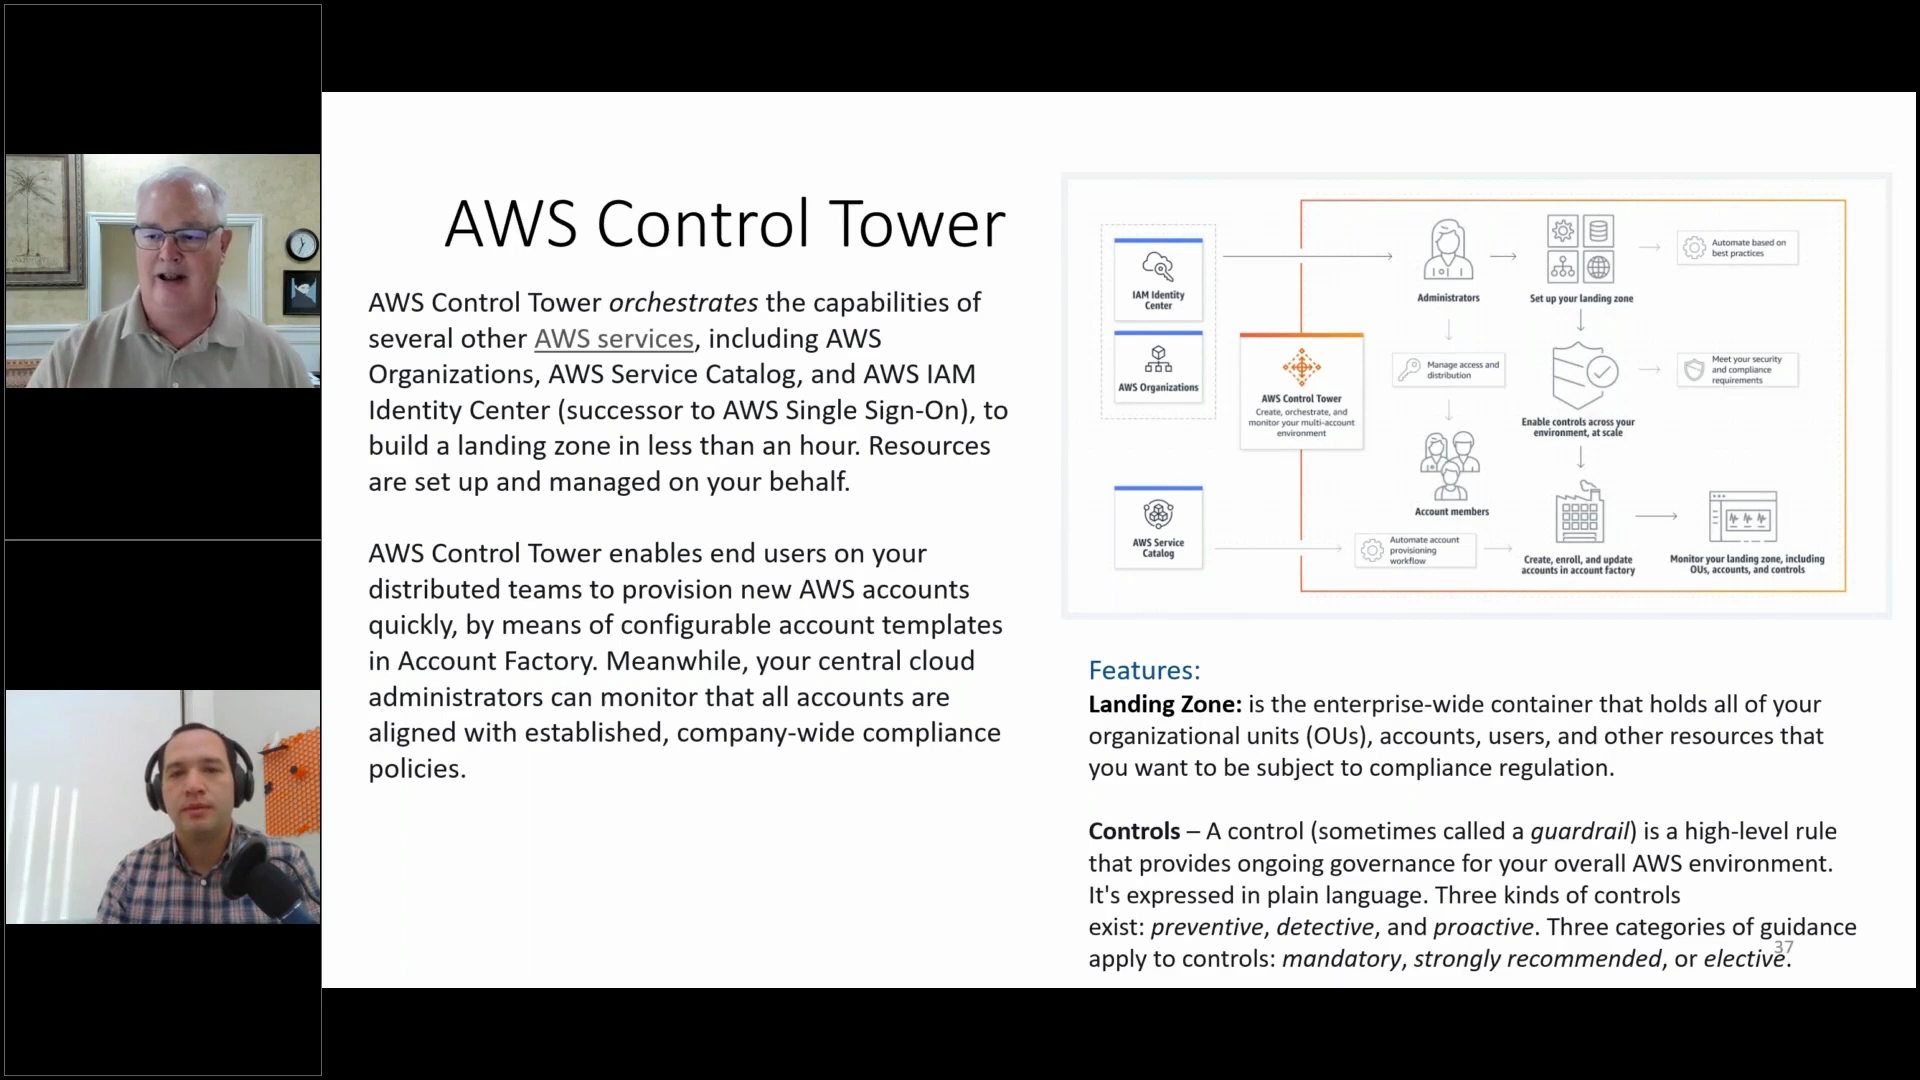 AWS Control Tower
AWS Control Tower orchestrates the capabilities of
several other AWS services, including AWS
Organizations, AWS Service Catalog, and AWS IAM
Identity Center (successor to AWS Single Sign-On), to
build a landing zone in less than an hour. Resources
are set up and managed on your behalf.
AWS Control Tower enables end users on your
distributed teams to provision new AWS accounts
quickly, by means of configurable account templates
in Account Factory. Meanwhile, your central cloud
administrators can monitor that all accounts are
aligned with established, company-wide compliance
policies.
IAM Identity
Center
AWS Organizations
AWS Service
Catalog
AWS Control Tower
Create, orchestrate, and
monitor your multi-account
environment
Administrators
Manage access and
distribution
Account members
Automate account
provisioning
workflow
Set up your landing zone
Automate based on
best practices
Enable controls across your
environment, at scale
Meet your security
and compliance
requirements
Create, enroll, and update
accounts in account factory
Monitor your landing zone, including
OUs, accounts, and controls
Features:
Landing Zone: is the enterprise-wide container that holds all of your
organizational units (OUs), accounts, users, and other resources that
you want to be subject to compliance regulation.
Controls – A control (sometimes called a guardrail) is a high-level rule
that provides ongoing governance for your overall AWS environment.
It's expressed in plain language. Three kinds of controls
exist: preventive, detective, and proactive. Three categories of guidance
apply to controls: mandatory, strongly recommended, or elective.
37